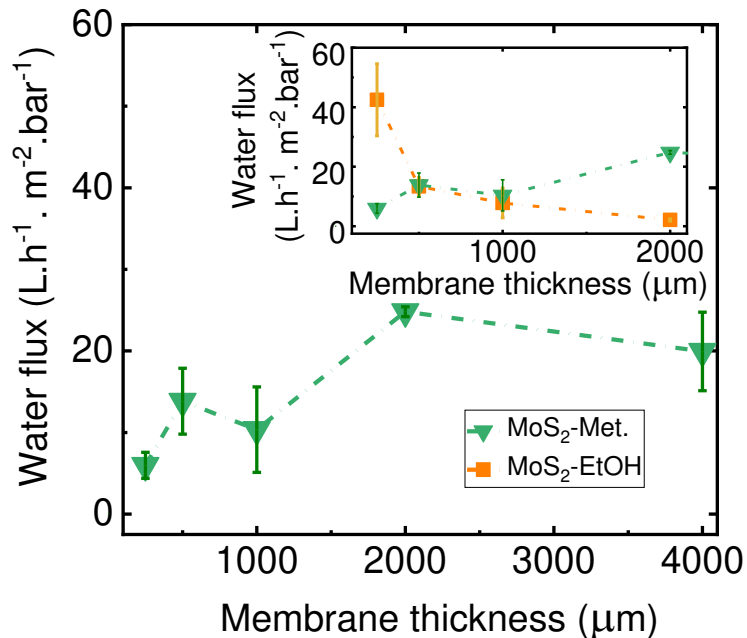 60
40
20
0
1000
2000
3000
4000
Water flux (L.h⁻¹. m⁻².bar⁻¹)
Membrane thickness (μm)
60
40
20
0
1000
2000
Water flux
(L.h⁻¹. m⁻².bar⁻¹)
Membrane thickness (μm)
MoS₂-Met.
MoS₂-EtOH